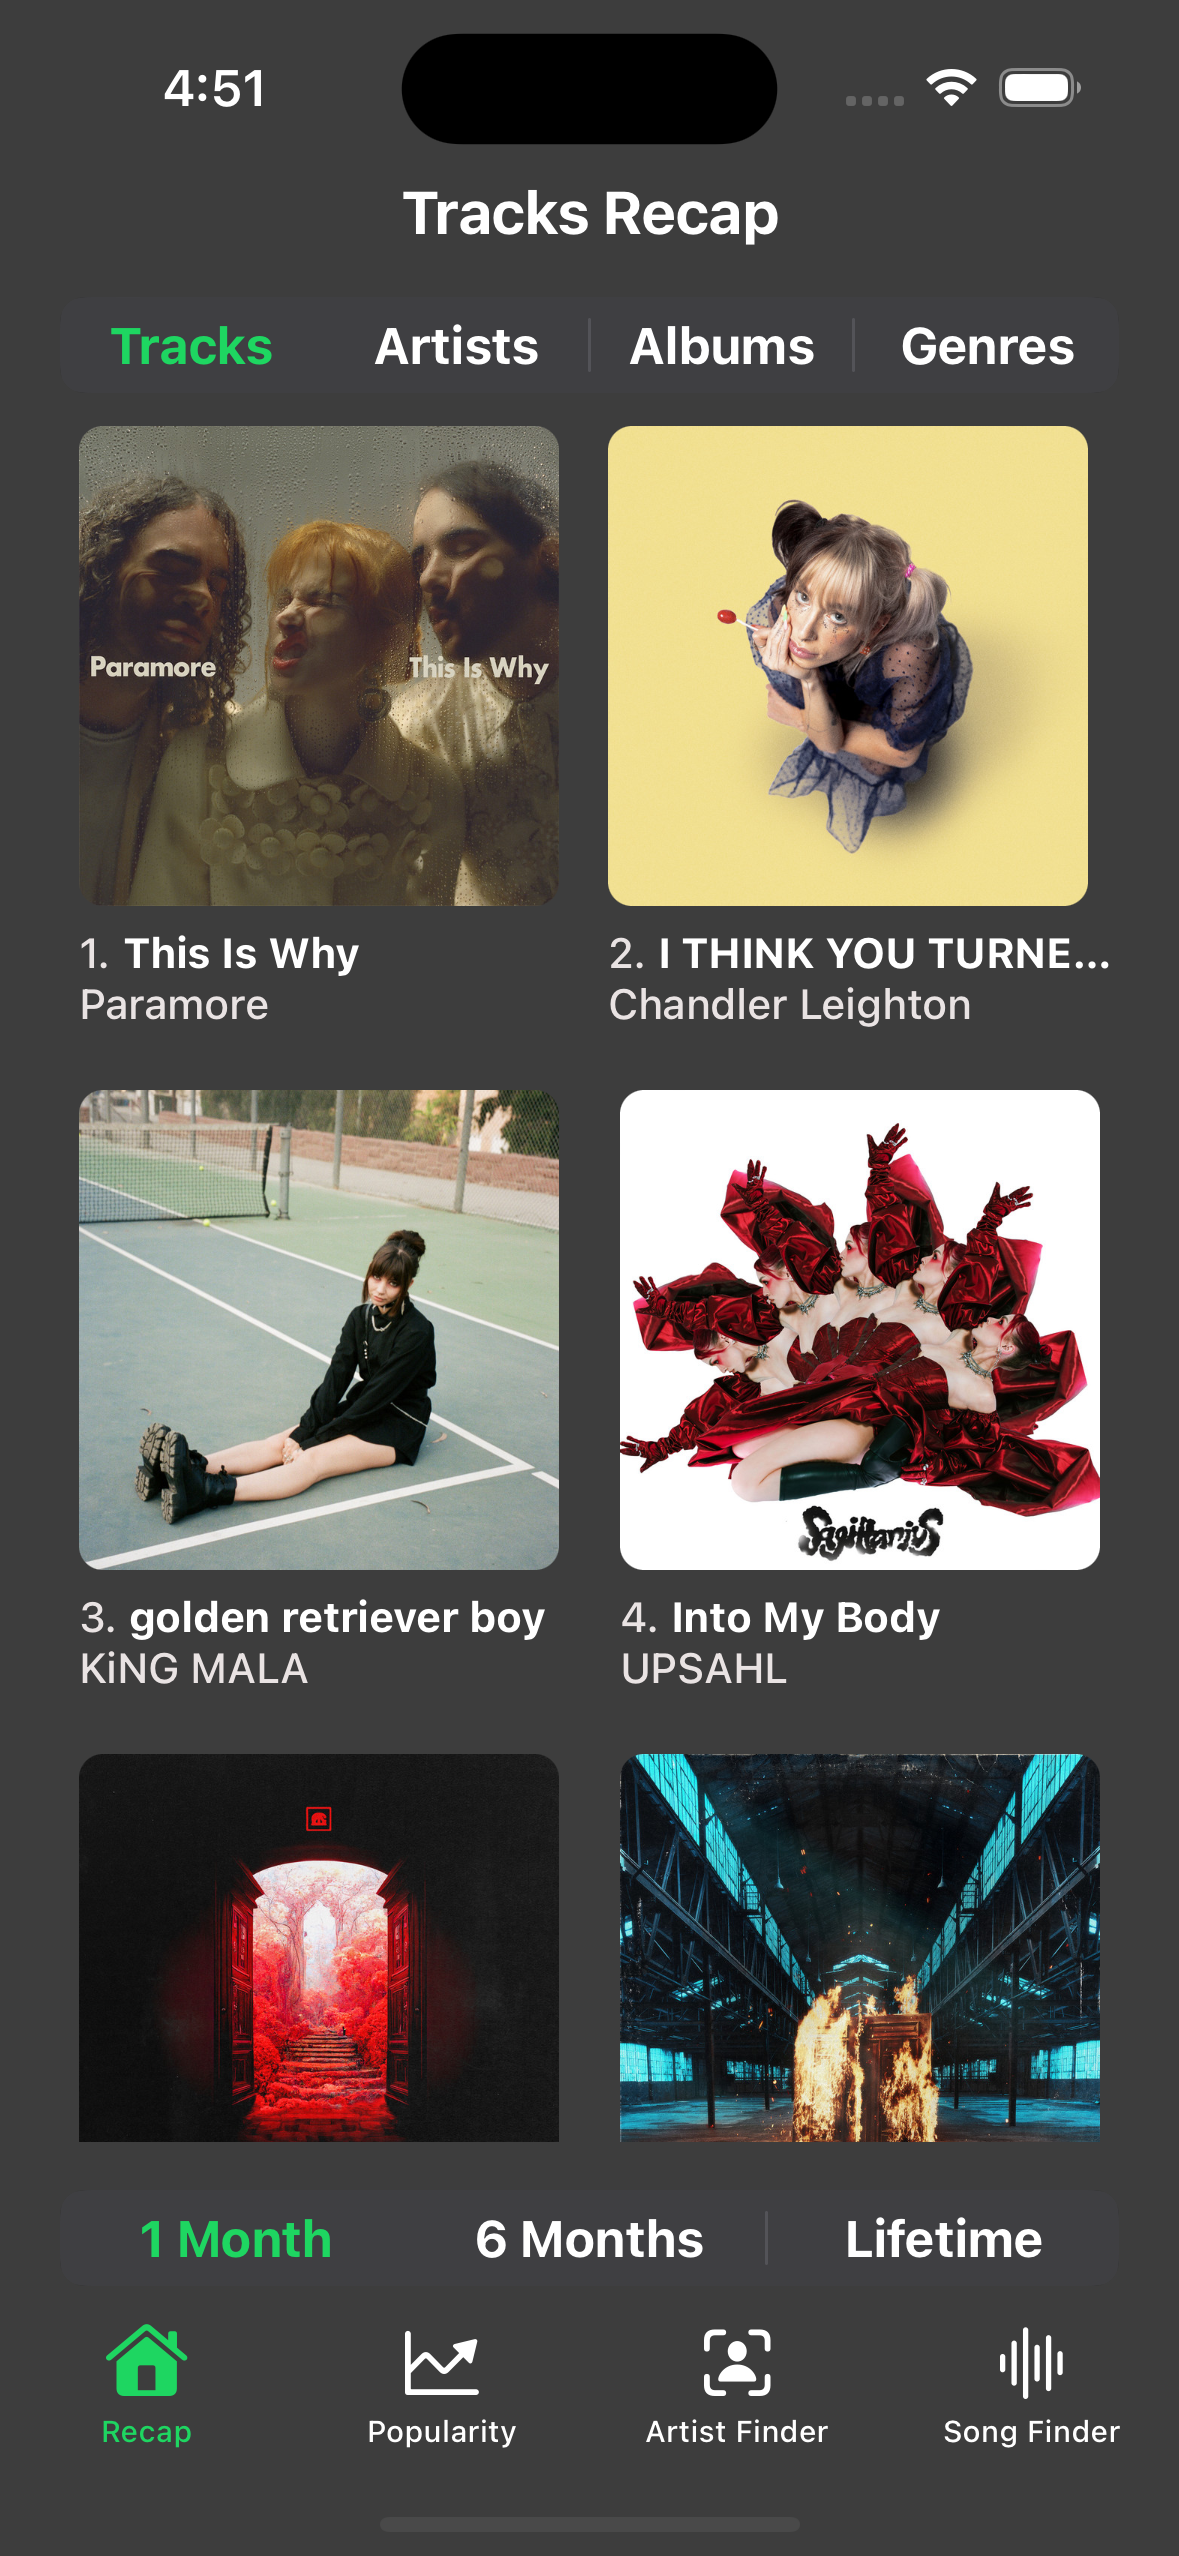 4:51
Tracks Recap
Tracks Artists Albums Genres
Paramore This Is Why
1. This Is Why
Paramore
2. I THINK YOU TURNE...
Chandler Leighton
Sagittarius
3. golden retriever boy
KiNG MALA
4. Into My Body
UPSAHL
1 Month 6 Months Lifetime
Recap Popularity Artist Finder Song Finder